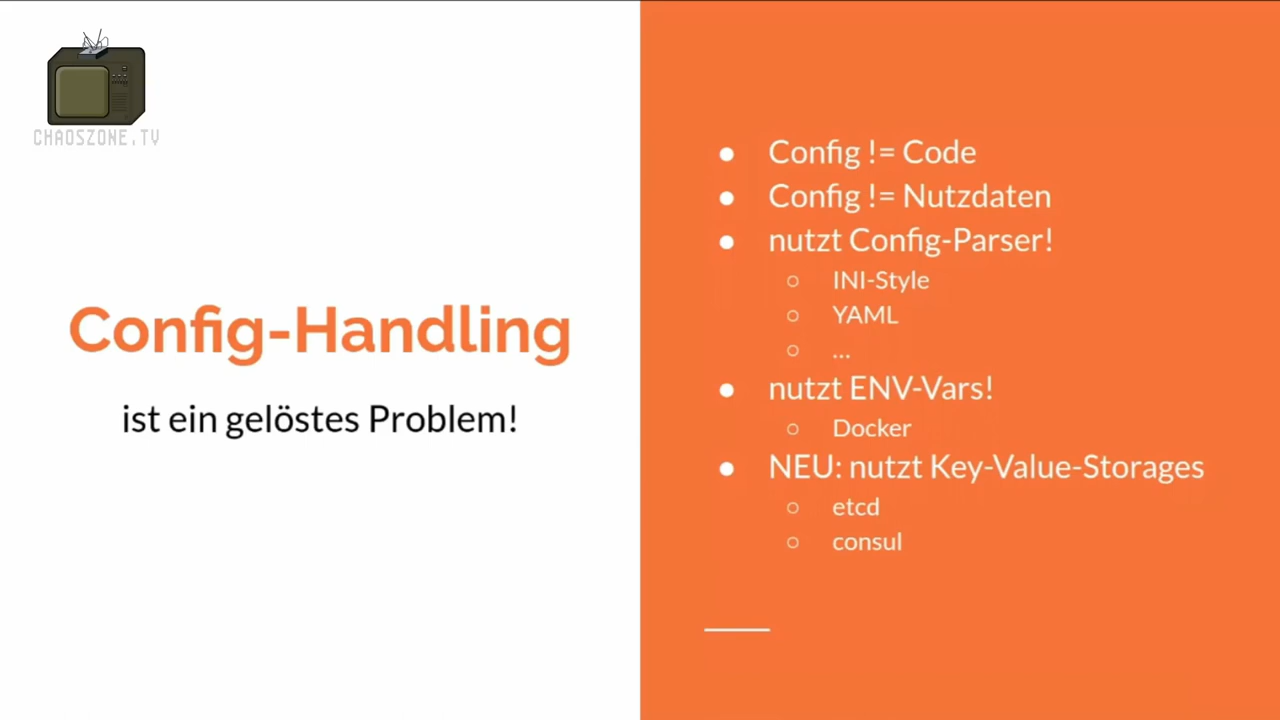 CHAOSZONE.TV
Config-Handling
ist ein gelöstes Problem!
● Config != Code
● Config != Nutzdaten
● nutzt Config-Parser!
○ INI-Style
○ YAML
○ ...
● nutzt ENV-Vars!
○ Docker
● NEU: nutzt Key-Value-Storages
○ etcd
○ consul